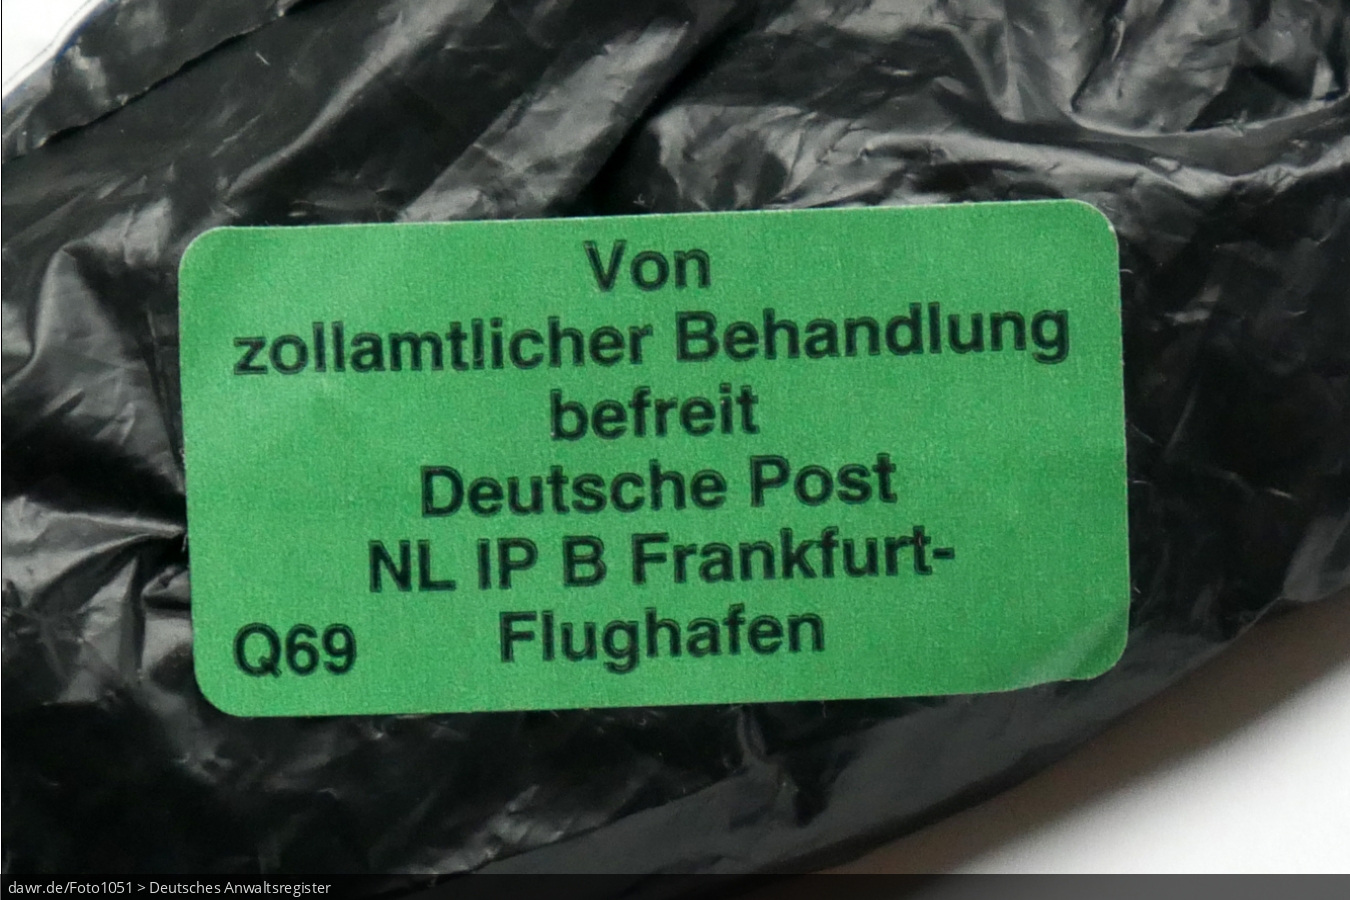 Von
zollamtlicher Behandlung
befreit
Deutsche Post
NL IP B Frankfurt-
Q69 Flughafen
dawr.de/Foto1051 > Deutsches Anwaltsregister